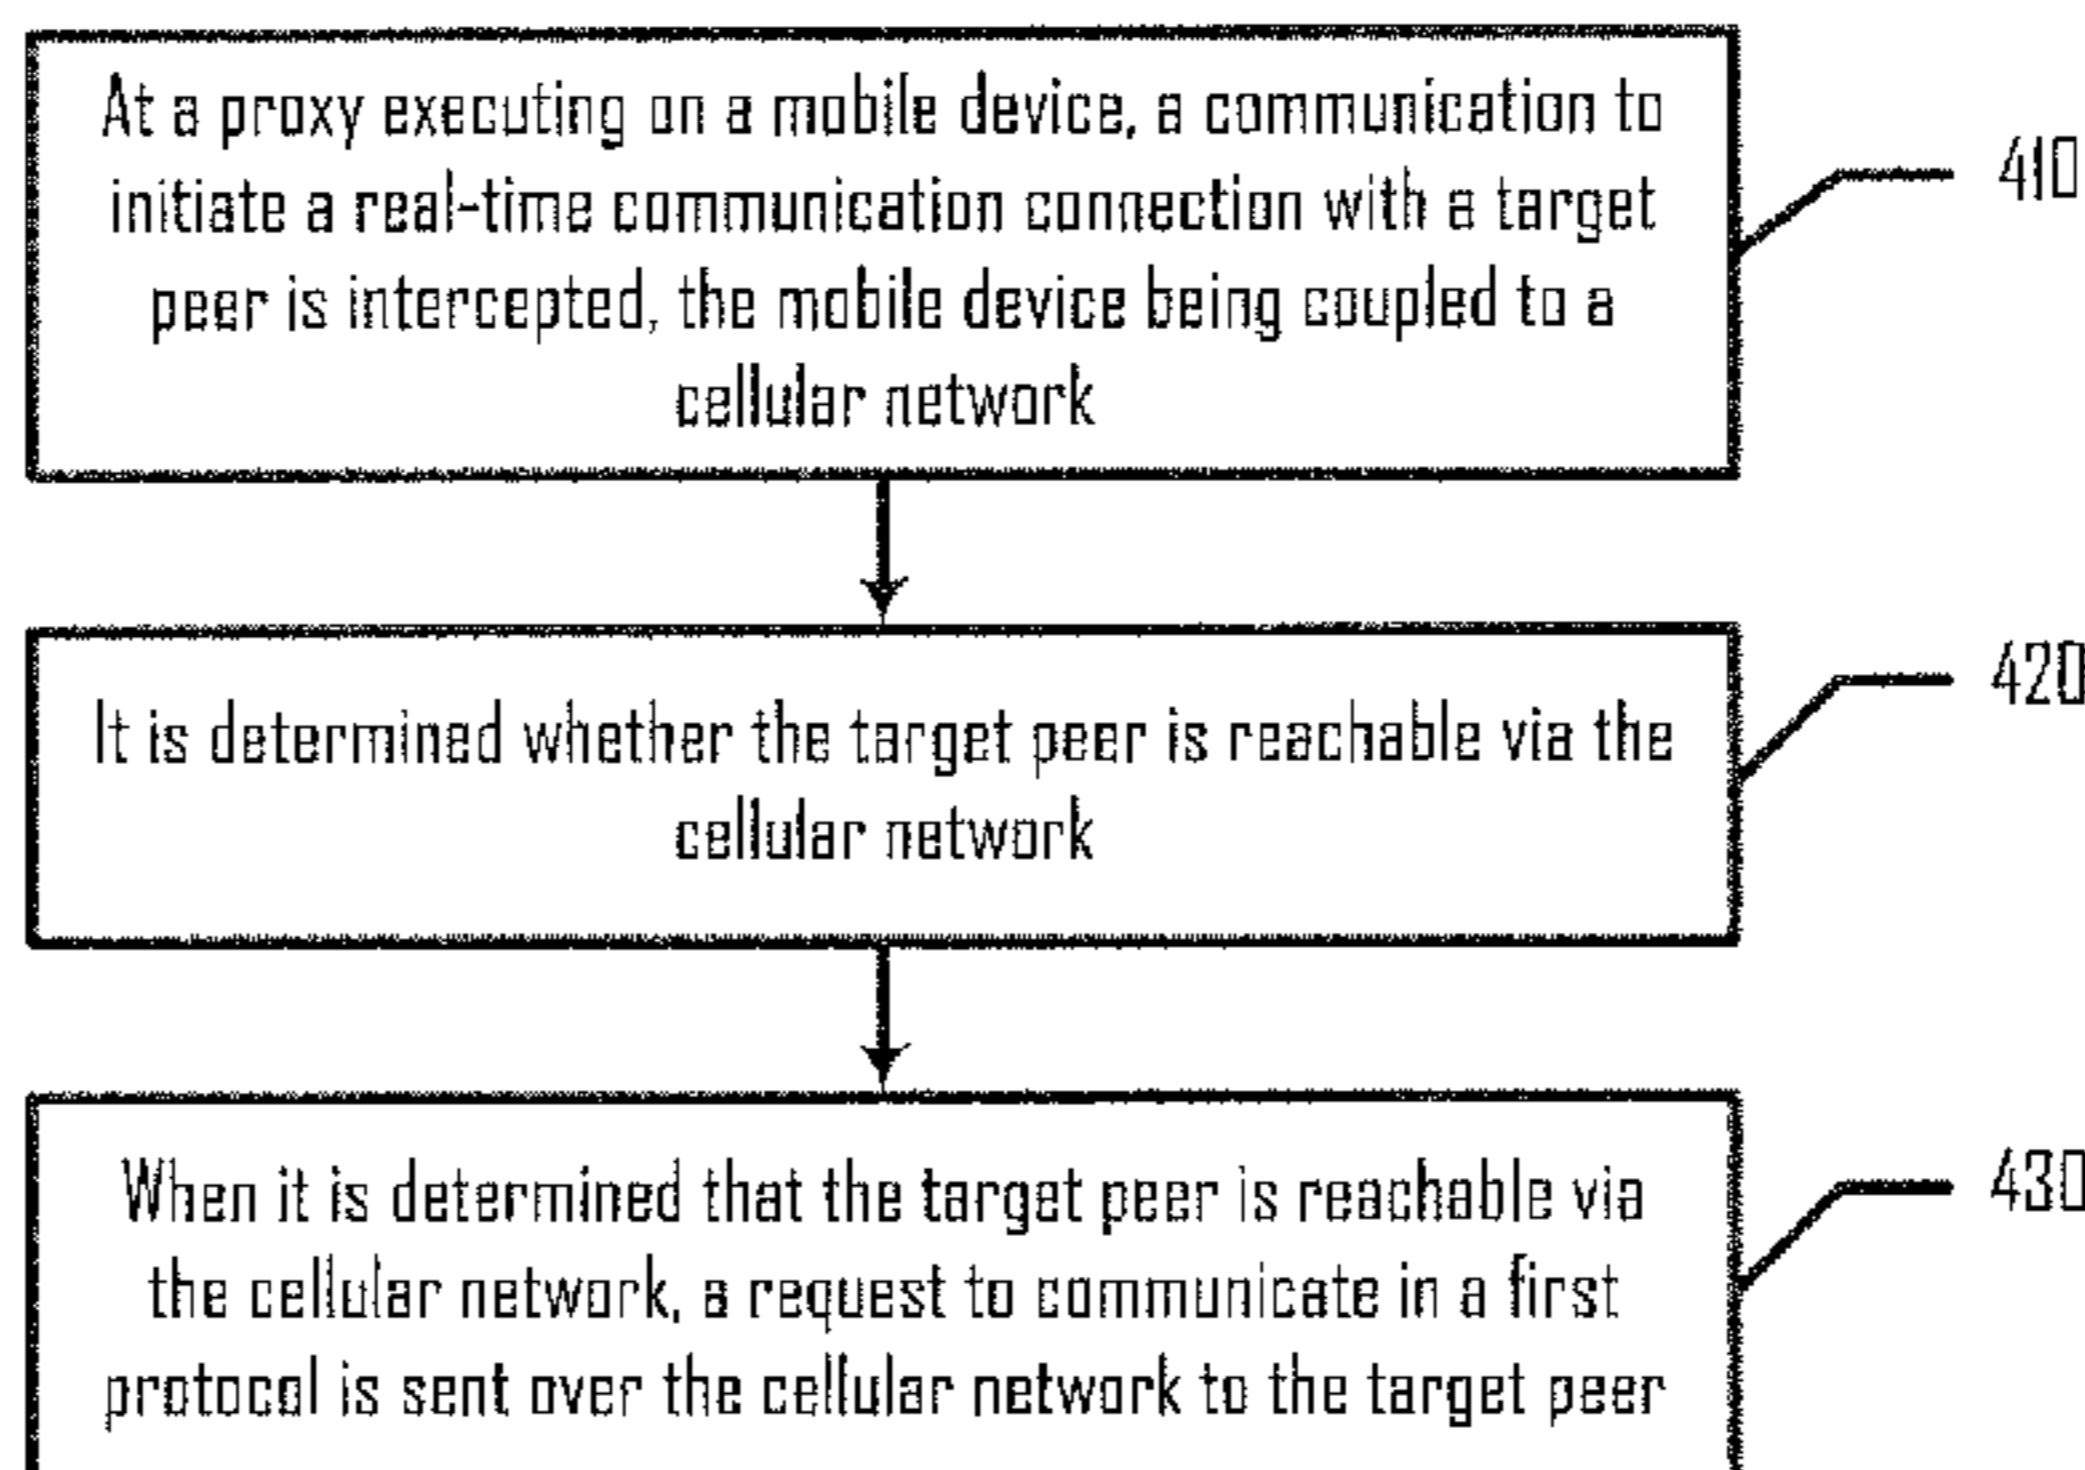 At a proxy executing on a mobile device, a communication to
initiate a real-time communication connection with a target
peer is intercepted, the mobile device being coupled to a
cellular network
410
It is determined whether the target peer is reachable via the
cellular network
420
When it is determined that the target peer is reachable via
the cellular network, a request to communicate in a first
protocol is sent over the cellular network to the target peer
430